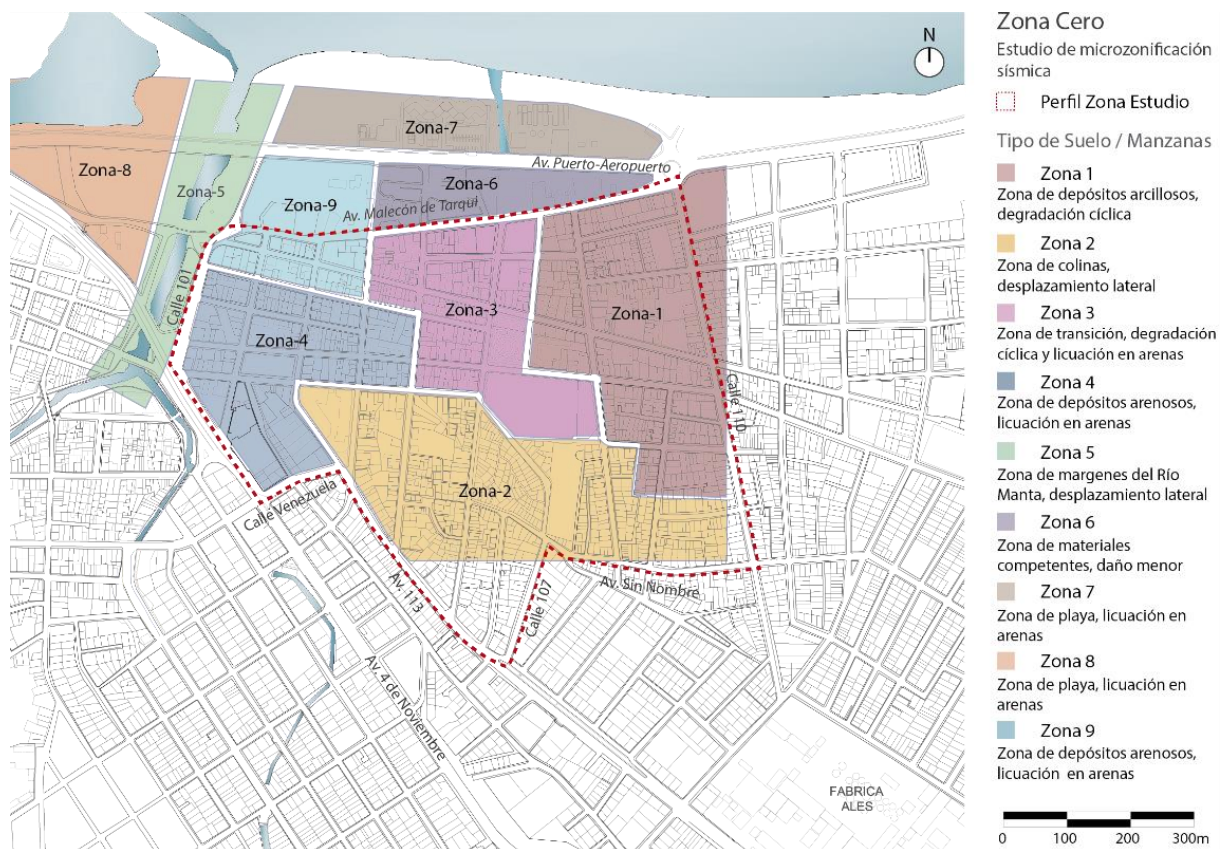 N
Zona-7
Av. Puerto-Aeropuerto
Zona-8
Zona-5
Zona-6
Zona-9
Av. Malecón de Tarqui
Calle 101
Zona-3
Zona-1
Zona-4
Calle 110
Zona-2
Calle Venezuela
Av. 113
Calle 107
Av. Sin Nombre
Av. 4 de Noviembre
FABRICA
ALES
Zona Cero
Estudio de microzonificación
sísmica
Perfil Zona Estudio
Tipo de Suelo / Manzanas
Zona 1
Zona de depósitos arcillosos,
degradación cíclica
Zona 2
Zona de colinas,
desplazamiento lateral
Zona 3
Zona de transición, degradación
cíclica y licuación en arenas
Zona 4
Zona de depósitos arenosos,
licuación en arenas
Zona 5
Zona de margenes del Río
Manta, desplazamiento lateral
Zona 6
Zona de materiales
competentes, daño menor
Zona 7
Zona de playa, licuación en
arenas
Zona 8
Zona de playa, licuación en
arenas
Zona 9
Zona de depósitos arenosos,
licuación en arenas
0 100 200 300m